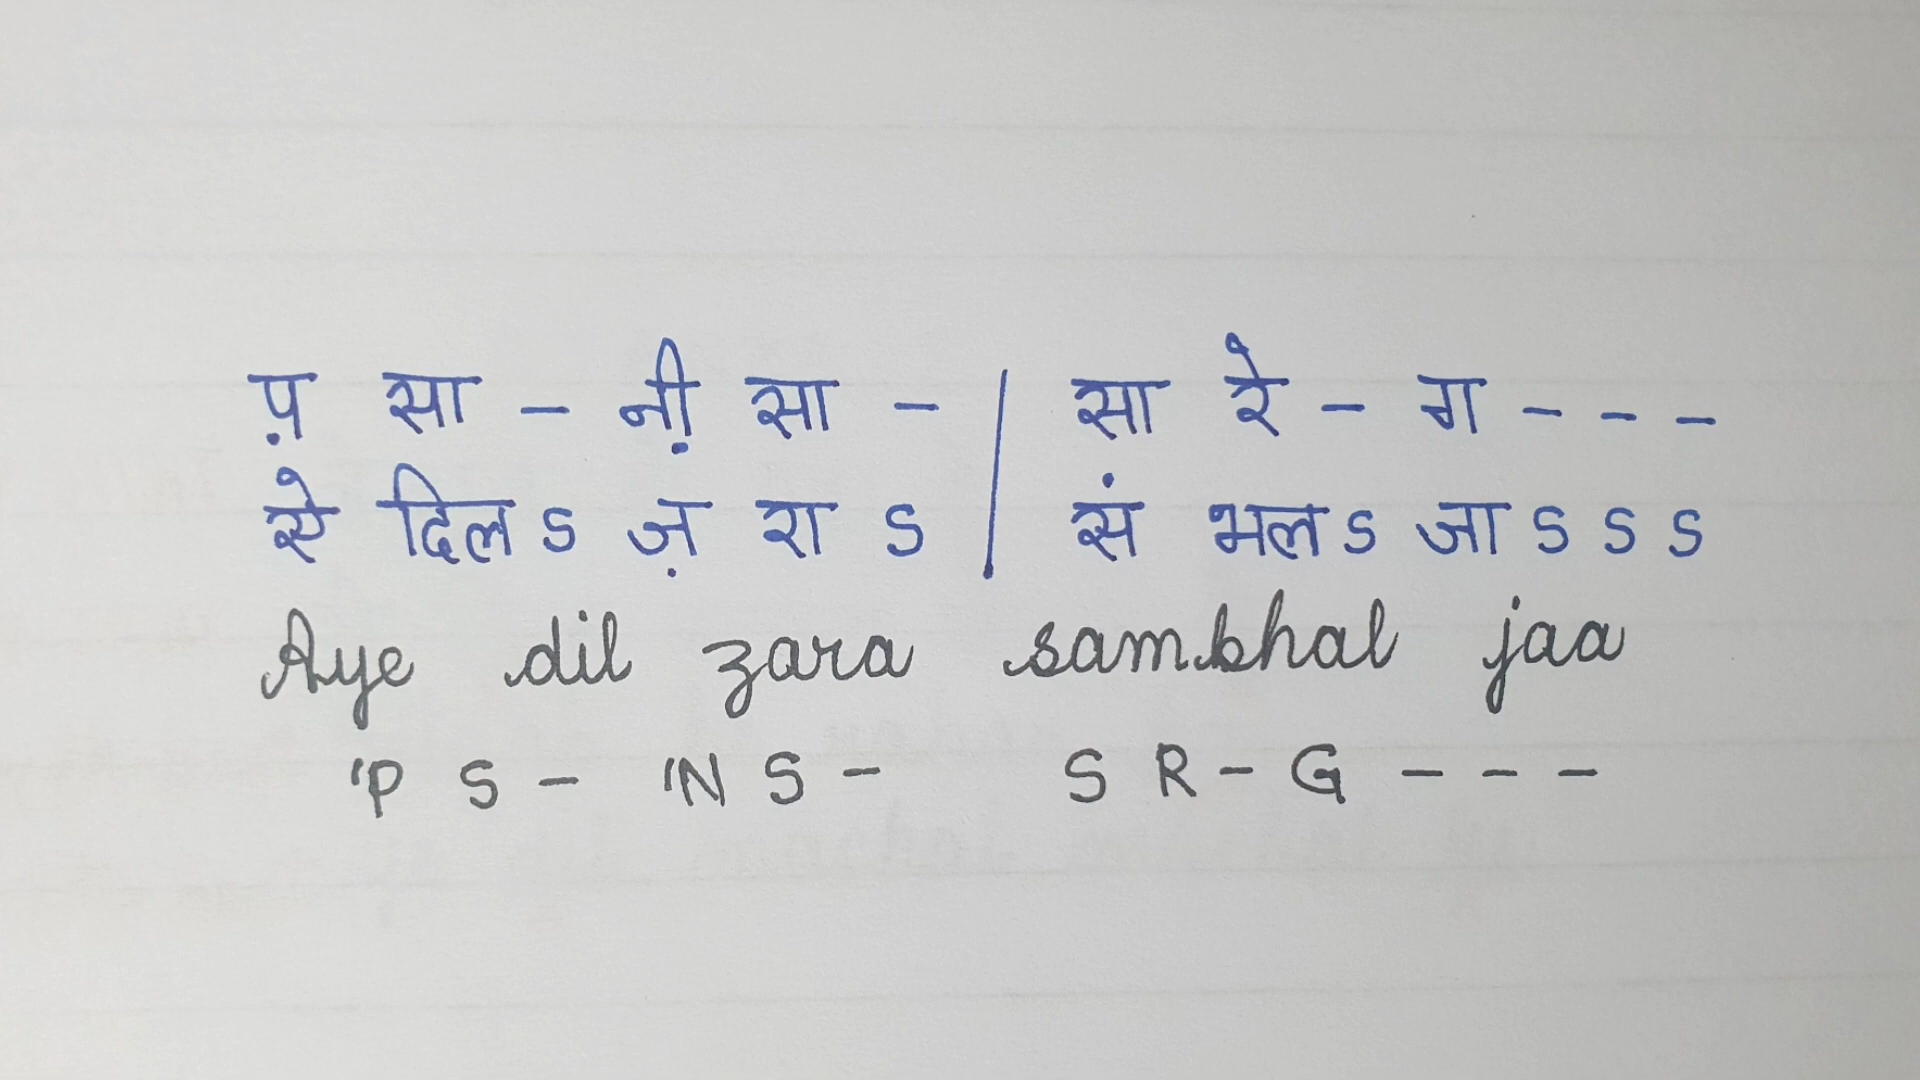 प़ सा - नी़ सा - | सा रे - ग - - -
से दिल ऽ ज़ रा ऽ | सं भल ऽ जा ऽ ऽ ऽ
Aye dil zara sambhal jaa
'P S - 'N S - S R - G - - -